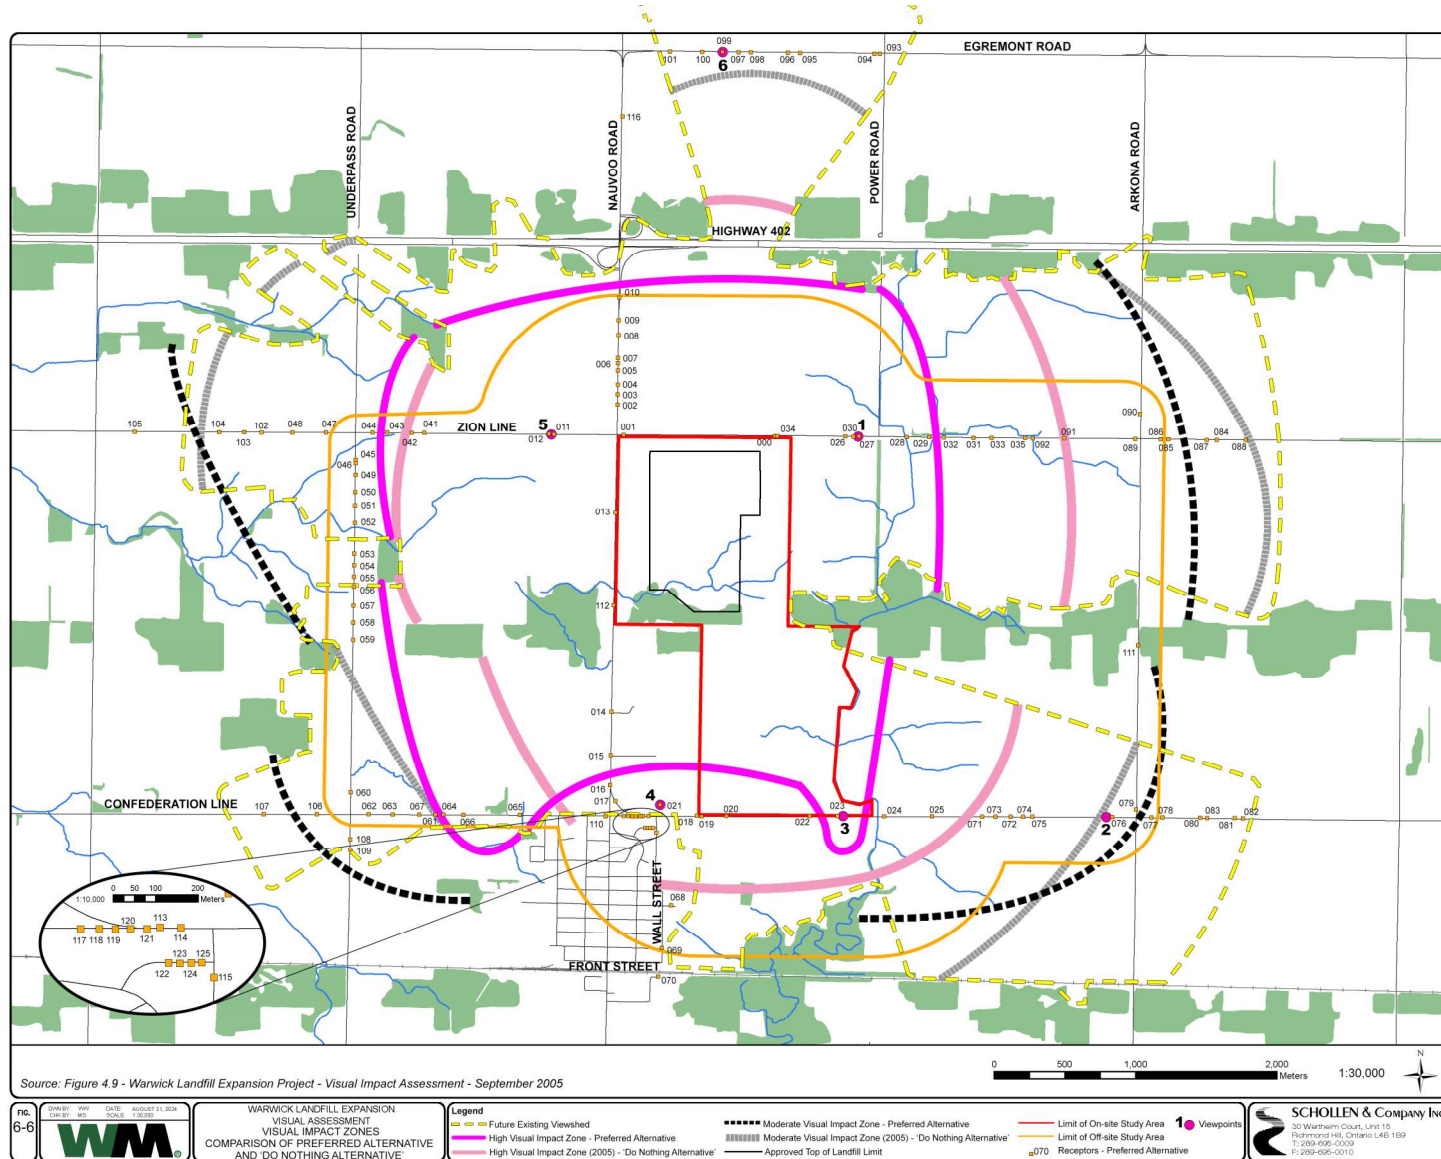 099
101
100
6
097
098
096
095
094
093
EGREMONT ROAD
116
UNDERPASS ROAD
NAUVOO ROAD
POWER ROAD
ARKONA ROAD
HIGHWAY 402
010
009
008
007
006
005
004
003
002
105
104
103
102
048
047
044
043
042
041
ZION LINE
5
011
012
001
000
034
030
1
026
027
028
029
032
031
033
035
092
091
090
089
086
085
087
084
088
046
045
049
050
051
052
053
054
055
056
057
058
059
013
112
014
015
016
017
111
CONFEDERATION LINE
107
106
060
062
063
067
064
061
066
065
108
109
110
4
021
018
019
020
022
023
3
024
025
071
073
072
074
075
2
076
079
077
078
080
083
081
082
068
069
070
WALL STREET
FRONT STREET
0 50 100 200
1:10,000
Meters
117 118 119 120 121 113 114
122 123 124 125
115
0 500 1,000 2,000
Meters
1:30,000
N
Source: Figure 4.9 - Warwick Landfill Expansion Project - Visual Impact Assessment - September 2005
FIG.
6-6
DWN BY: WW DATE: AUGUST 21, 2024
CHK BY: MS SCALE: 1:30,000
WM
WARWICK LANDFILL EXPANSION
VISUAL ASSESSMENT
VISUAL IMPACT ZONES
COMPARISON OF PREFERRED ALTERNATIVE
AND 'DO NOTHING ALTERNATIVE'
Legend
Future Existing Viewshed
High Visual Impact Zone - Preferred Alternative
High Visual Impact Zone (2005) - 'Do Nothing Alternative'
Moderate Visual Impact Zone - Preferred Alternative
Moderate Visual Impact Zone (2005) - 'Do Nothing Alternative'
Approved Top of Landfill Limit
Limit of On-site Study Area
Limit of Off-site Study Area
070 Receptors - Preferred Alternative
1 Viewpoints
SCHOLLEN & Company INC
30 Wertheim Court, Unit 15
Richmond Hill, Ontario L4B 1B9
T: 289-695-0009
F: 289-695-0010